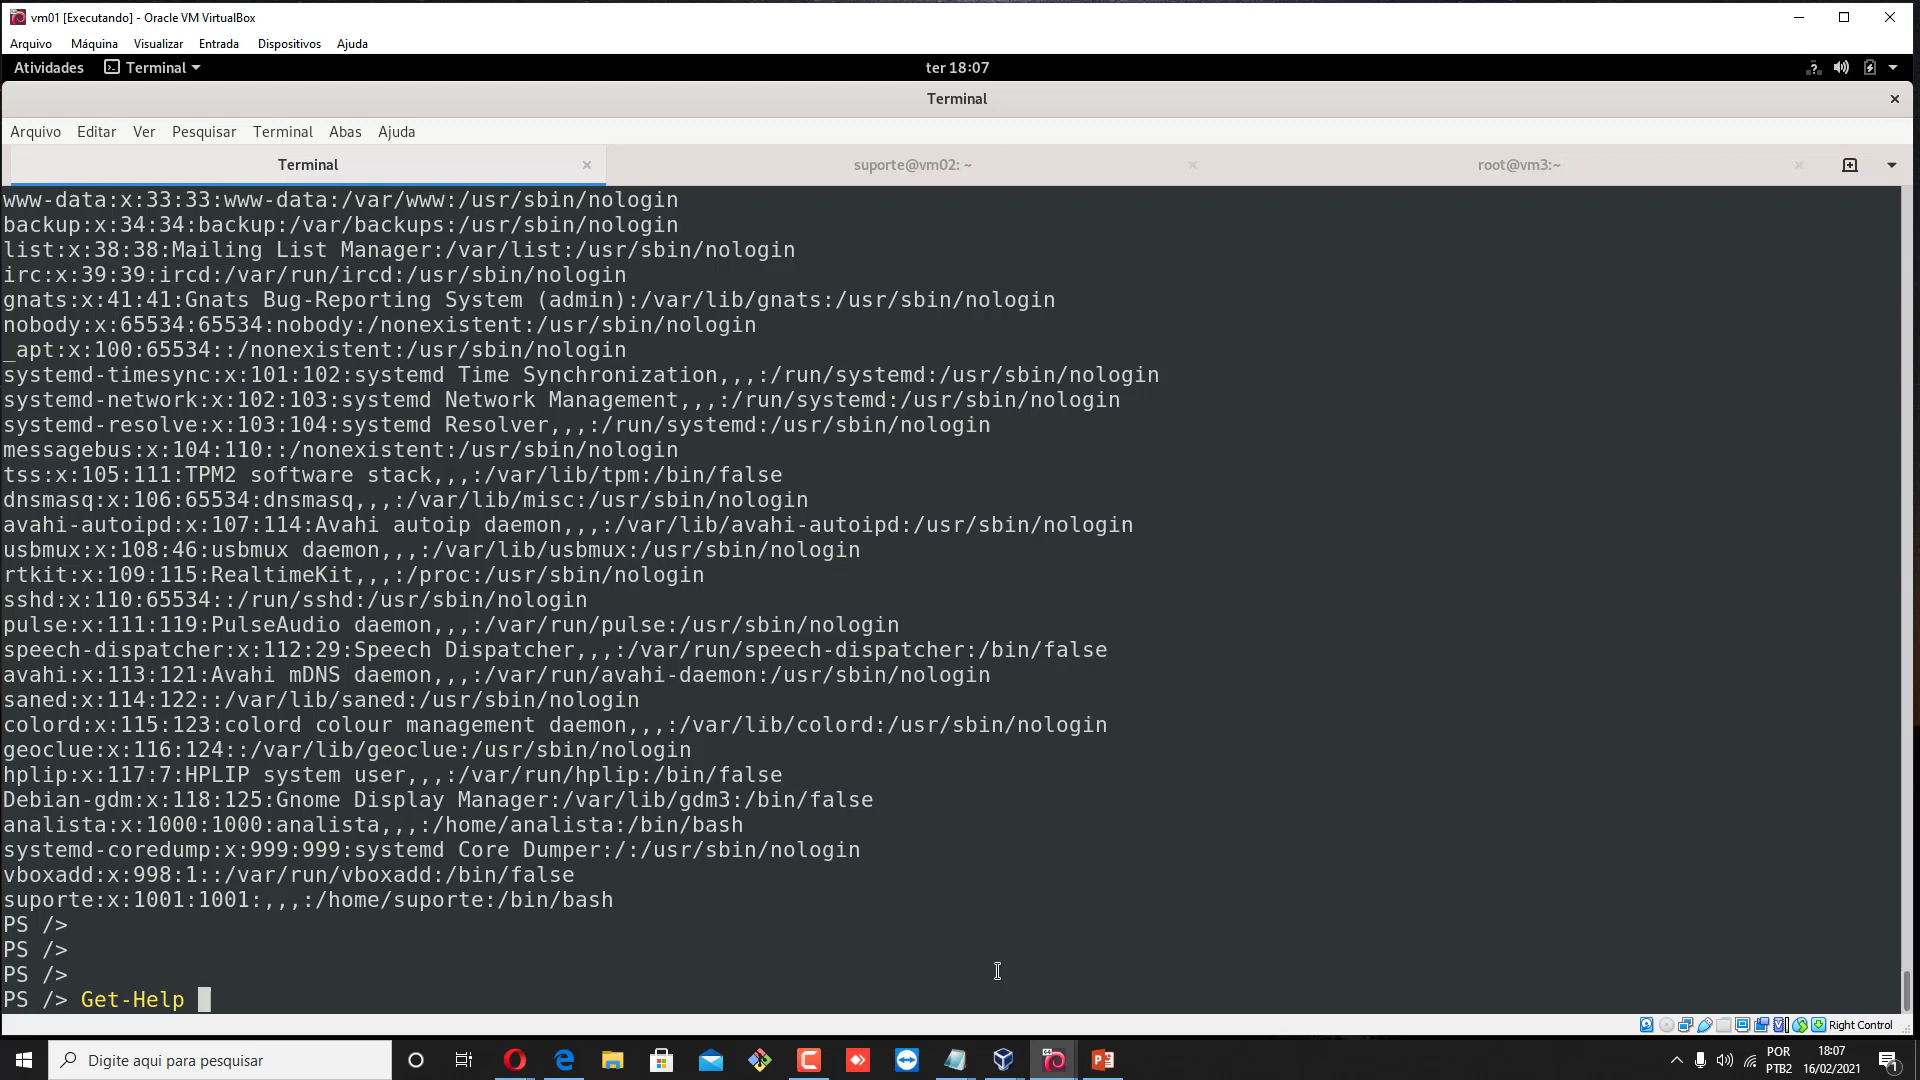 vm01 [Executando] - Oracle VM VirtualBox
Arquivo Máquina Visualizar Entrada Dispositivos Ajuda
Atividades Terminal ter 18:07
Terminal
Arquivo Editar Ver Pesquisar Terminal Abas Ajuda
Terminal suporte@vm02: ~ root@vm3:~
www-data:x:33:33:www-data:/var/www:/usr/sbin/nologin
backup:x:34:34:backup:/var/backups:/usr/sbin/nologin
list:x:38:38:Mailing List Manager:/var/list:/usr/sbin/nologin
irc:x:39:39:ircd:/var/run/ircd:/usr/sbin/nologin
gnats:x:41:41:Gnats Bug-Reporting System (admin):/var/lib/gnats:/usr/sbin/nologin
nobody:x:65534:65534:nobody:/nonexistent:/usr/sbin/nologin
_apt:x:100:65534::/nonexistent:/usr/sbin/nologin
systemd-timesync:x:101:102:systemd Time Synchronization,,,:/run/systemd:/usr/sbin/nologin
systemd-network:x:102:103:systemd Network Management,,,:/run/systemd:/usr/sbin/nologin
systemd-resolve:x:103:104:systemd Resolver,,,:/run/systemd:/usr/sbin/nologin
messagebus:x:104:110::/nonexistent:/usr/sbin/nologin
tss:x:105:111:TPM2 software stack,,,:/var/lib/tpm:/bin/false
dnsmasq:x:106:65534:dnsmasq,,,:/var/lib/misc:/usr/sbin/nologin
avahi-autoipd:x:107:114:Avahi autoip daemon,,,:/var/lib/avahi-autoipd:/usr/sbin/nologin
usbmux:x:108:46:usbmux daemon,,,:/var/lib/usbmux:/usr/sbin/nologin
rtkit:x:109:115:RealtimeKit,,,:/proc:/usr/sbin/nologin
sshd:x:110:65534::/run/sshd:/usr/sbin/nologin
pulse:x:111:119:PulseAudio daemon,,,:/var/run/pulse:/usr/sbin/nologin
speech-dispatcher:x:112:29:Speech Dispatcher,,,:/var/run/speech-dispatcher:/bin/false
avahi:x:113:121:Avahi mDNS daemon,,,:/var/run/avahi-daemon:/usr/sbin/nologin
saned:x:114:122::/var/lib/saned:/usr/sbin/nologin
colord:x:115:123:colord colour management daemon,,,:/var/lib/colord:/usr/sbin/nologin
geoclue:x:116:124::/var/lib/geoclue:/usr/sbin/nologin
hplip:x:117:7:HPLIP system user,,,:/var/run/hplip:/bin/false
Debian-gdm:x:118:125:Gnome Display Manager:/var/lib/gdm3:/bin/false
analista:x:1000:1000:analista,,,:/home/analista:/bin/bash
systemd-coredump:x:999:999:systemd Core Dumper:/:/usr/sbin/nologin
vboxadd:x:998:1::/var/run/vboxadd:/bin/false
suporte:x:1001:1001:,,,:/home/suporte:/bin/bash
PS />
PS />
PS />
PS /> Get-Help
Right Control
Digite aqui para pesquisar
POR 18:07
PTB2 16/02/2021
1